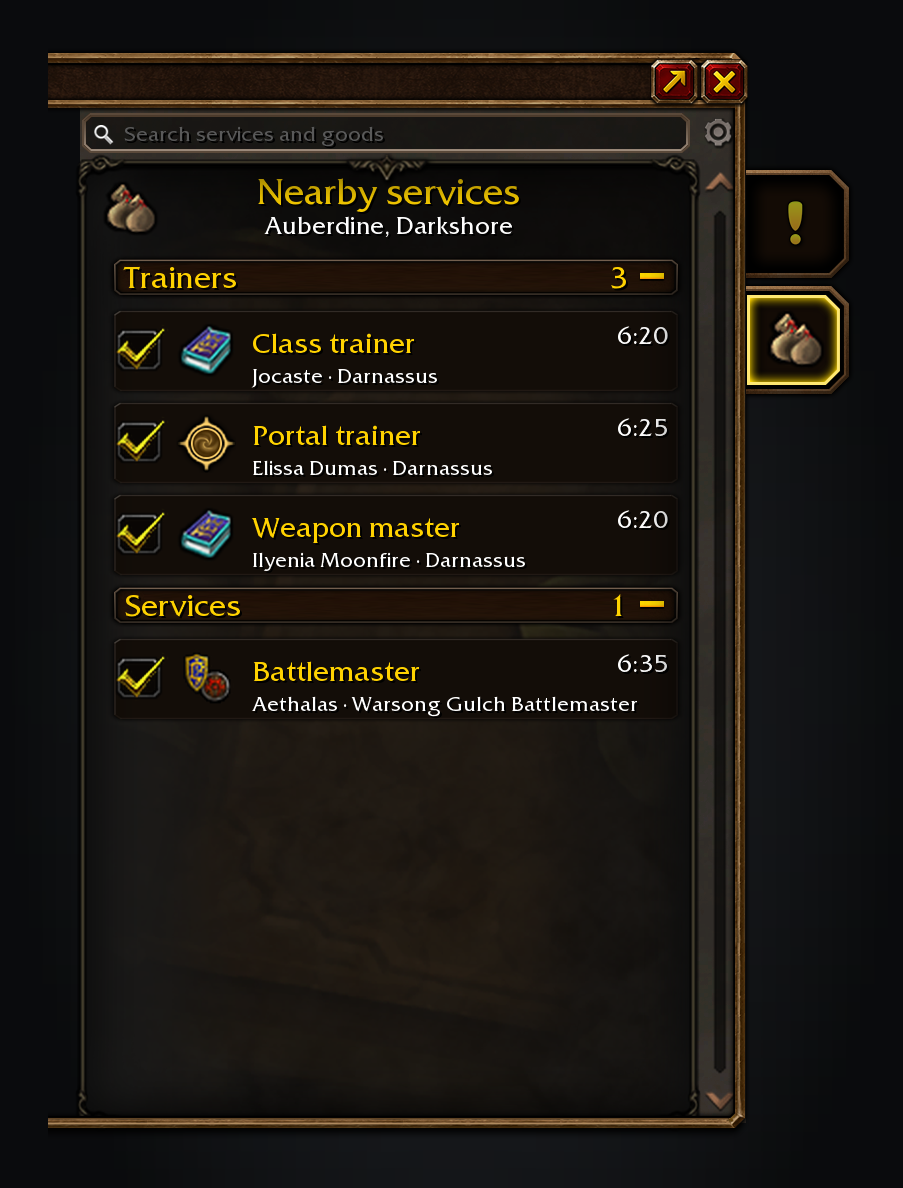 Search services and goods
Nearby services
Auberdine, Darkshore
Trainers 3
Class trainer 6:20
Jocaste · Darnassus
Portal trainer 6:25
Elissa Dumas · Darnassus
Weapon master 6:20
Ilyenia Moonfire · Darnassus
Services 1
Battlemaster 6:35
Aethalas · Warsong Gulch Battlemaster